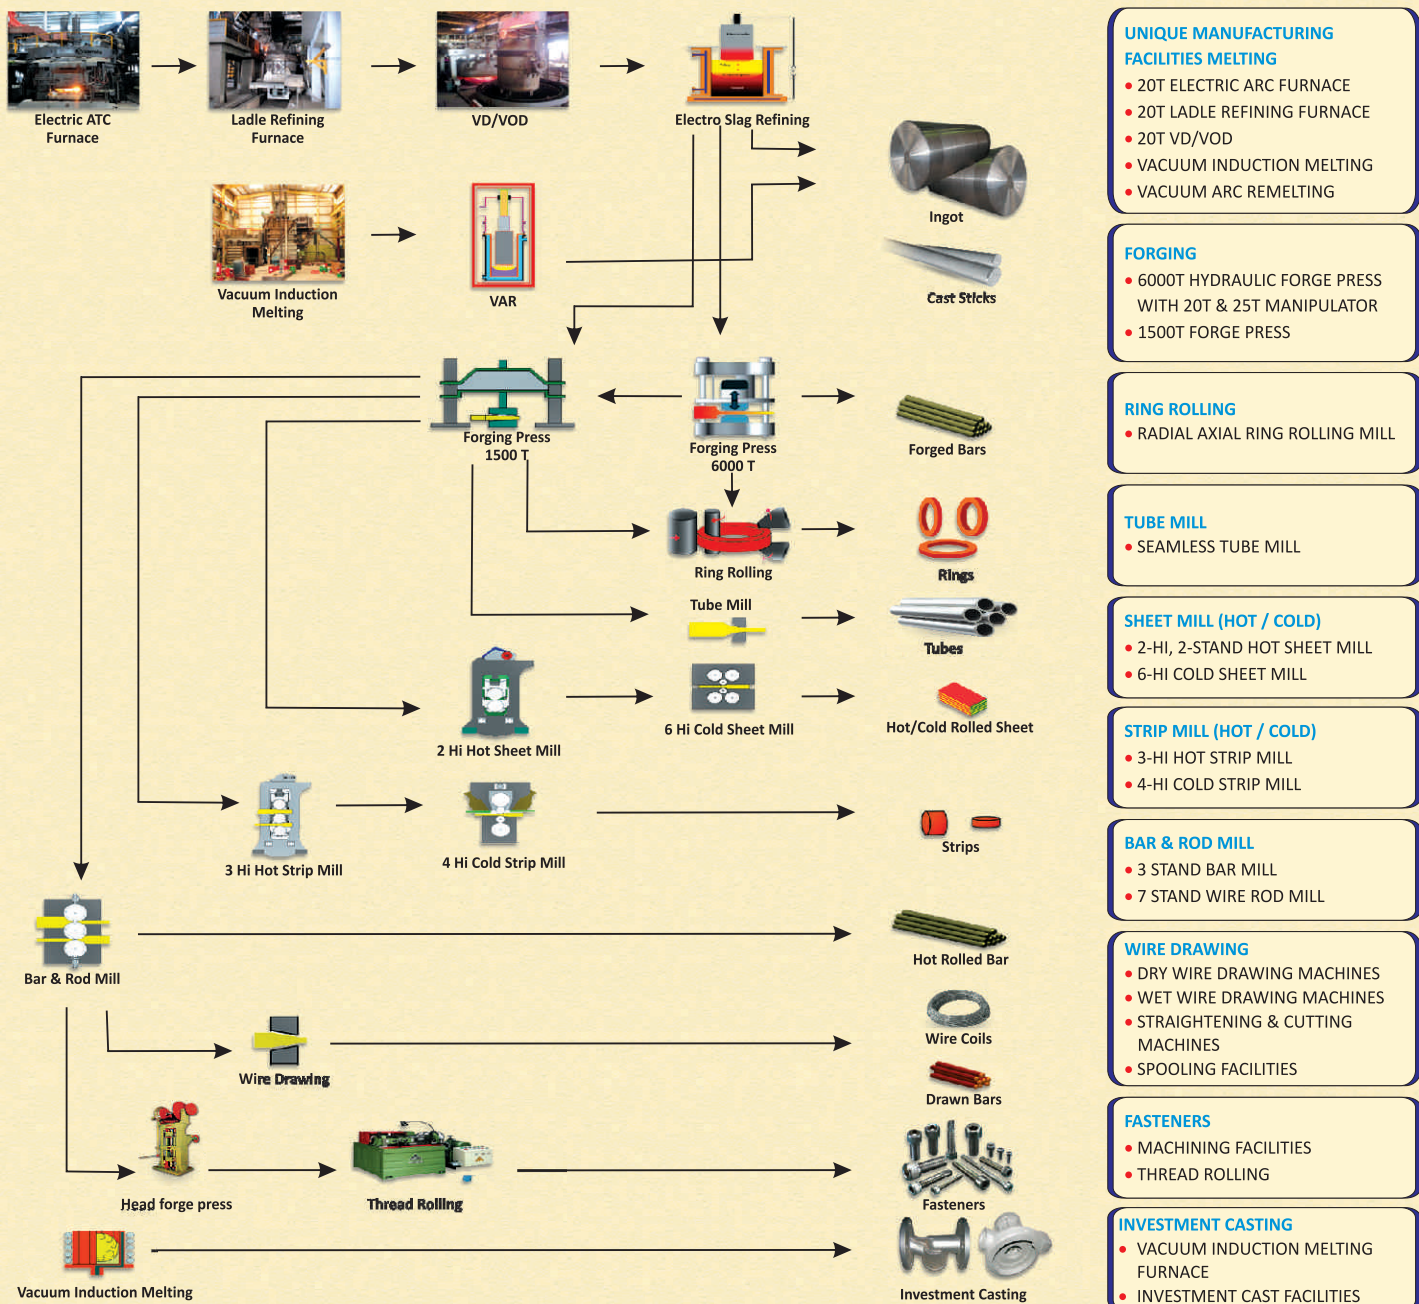 Electric ATC
Furnace
Ladle Refining
Furnace
VD/VOD
Electro Slag Refining
Vacuum Induction
Melting
VAR
Ingot
Cast Sticks
Forging Press
1500 T
Forging Press
6000 T
Forged Bars
Ring Rolling
Rings
Tube Mill
Tubes
2 Hi Hot Sheet Mill
6 Hi Cold Sheet Mill
Hot/Cold Rolled Sheet
3 Hi Hot Strip Mill
4 Hi Cold Strip Mill
Strips
Bar & Rod Mill
Hot Rolled Bar
Wire Drawing
Wire Coils
Drawn Bars
Head forge press
Thread Rolling
Fasteners
Vacuum Induction Melting
Investment Casting
UNIQUE MANUFACTURING
FACILITIES MELTING
• 20T ELECTRIC ARC FURNACE
• 20T LADLE REFINING FURNACE
• 20T VD/VOD
• VACUUM INDUCTION MELTING
• VACUUM ARC REMELTING
FORGING
• 6000T HYDRAULIC FORGE PRESS
WITH 20T & 25T MANIPULATOR
• 1500T FORGE PRESS
RING ROLLING
• RADIAL AXIAL RING ROLLING MILL
TUBE MILL
• SEAMLESS TUBE MILL
SHEET MILL (HOT / COLD)
• 2-HI, 2-STAND HOT SHEET MILL
• 6-HI COLD SHEET MILL
STRIP MILL (HOT / COLD)
• 3-HI HOT STRIP MILL
• 4-HI COLD STRIP MILL
BAR & ROD MILL
• 3 STAND BAR MILL
• 7 STAND WIRE ROD MILL
WIRE DRAWING
• DRY WIRE DRAWING MACHINES
• WET WIRE DRAWING MACHINES
• STRAIGHTENING & CUTTING
MACHINES
• SPOOLING FACILITIES
FASTENERS
• MACHINING FACILITIES
• THREAD ROLLING
INVESTMENT CASTING
• VACUUM INDUCTION MELTING
FURNACE
• INVESTMENT CAST FACILITIES